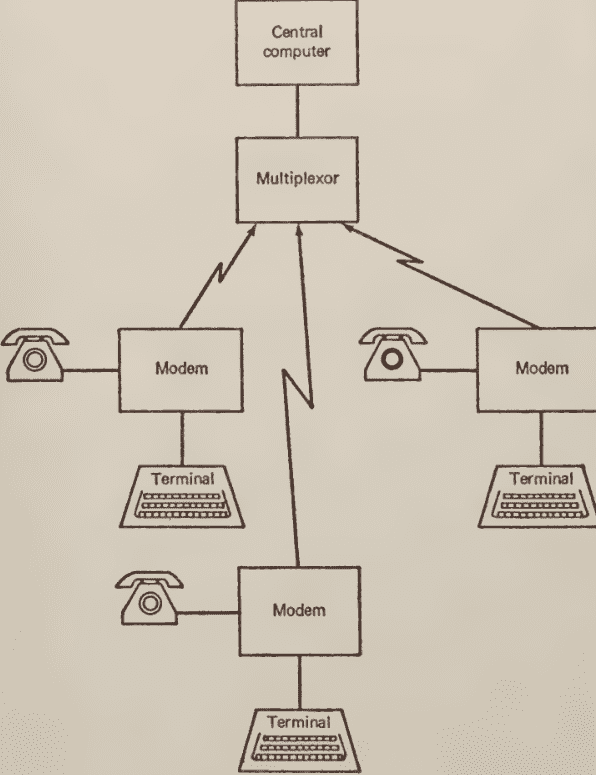 Central
computer
Multiplexor
Modem
Modem
Terminal
Terminal
Modem
Terminal